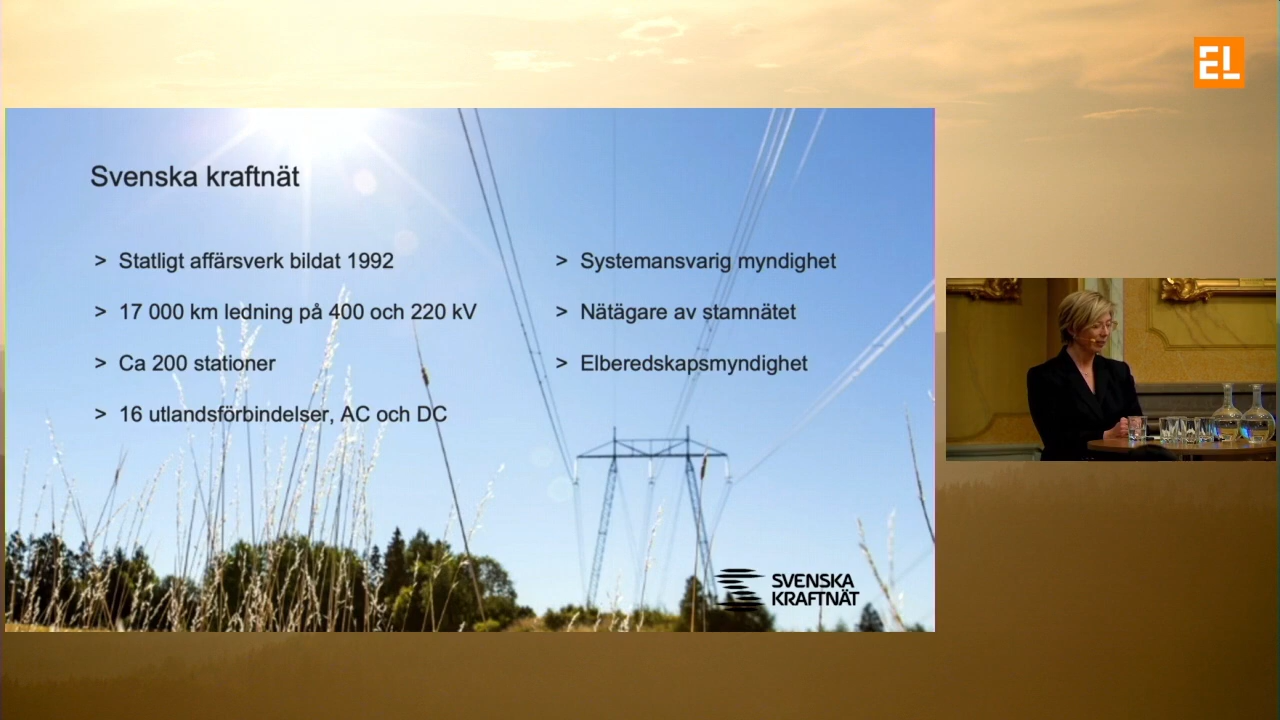 EL
Svenska kraftnät
> Statligt affärsverk bildat 1992
> 17 000 km ledning på 400 och 220 kV
> Ca 200 stationer
> 16 utlandsförbindelser, AC och DC
> Systemansvarig myndighet
> Nätägare av stamnätet
> Elberedskapsmyndighet
SVENSKA
KRAFTNÄT